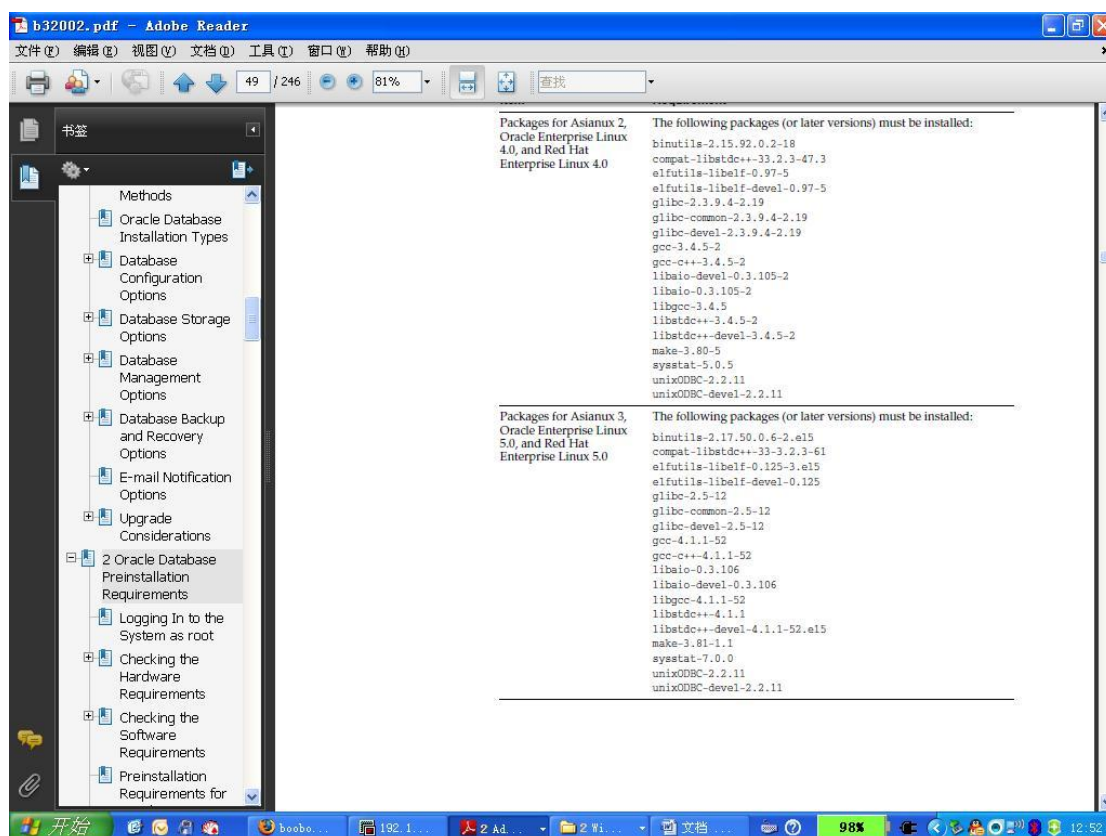 b32002.pdf - Adobe Reader
文件(F) 编辑(E) 视图(V) 文档(D) 工具(T) 窗口(W) 帮助(H)
49 / 246 81% 查找
书签
Methods
Oracle Database
Installation Types
Database
Configuration
Options
Database Storage
Options
Database
Management
Options
Database Backup
and Recovery
Options
E-mail Notification
Options
Upgrade
Considerations
2 Oracle Database
Preinstallation
Requirements
Logging In to the
System as root
Checking the
Hardware
Requirements
Checking the
Software
Requirements
Preinstallation
Requirements for
Packages for Asianux 2,
Oracle Enterprise Linux
4.0, and Red Hat
Enterprise Linux 4.0
The following packages (or later versions) must be installed:
binutils-2.15.92.0.2-18
compat-libstdc++-33.2.3-47.3
elfutils-libelf-0.97-5
elfutils-libelf-devel-0.97-5
glibc-2.3.9.4-2.19
glibc-common-2.3.9.4-2.19
glibc-devel-2.3.9.4-2.19
gcc-3.4.5-2
gcc-c++-3.4.5-2
libaio-devel-0.3.105-2
libaio-0.3.105-2
libgcc-3.4.5
libstdc++-3.4.5-2
libstdc++-devel-3.4.5-2
make-3.80-5
sysstat-5.0.5
unixODBC-2.2.11
unixODBC-devel-2.2.11
Packages for Asianux 3,
Oracle Enterprise Linux
5.0, and Red Hat
Enterprise Linux 5.0
The following packages (or later versions) must be installed:
binutils-2.17.50.0.6-2.el5
compat-libstdc++-33-3.2.3-61
elfutils-libelf-0.125-3.el5
elfutils-libelf-devel-0.125
glibc-2.5-12
glibc-common-2.5-12
glibc-devel-2.5-12
gcc-4.1.1-52
gcc-c++-4.1.1-52
libaio-0.3.106
libaio-devel-0.3.106
libgcc-4.1.1-52
libstdc++-4.1.1
libstdc++-devel-4.1.1-52.el5
make-3.81-1.1
sysstat-7.0.0
unixODBC-2.2.11
unixODBC-devel-2.2.11
开始 boobo... 192.1... 2 Ad... 2 Wi... 文档 ... 98% 12:52